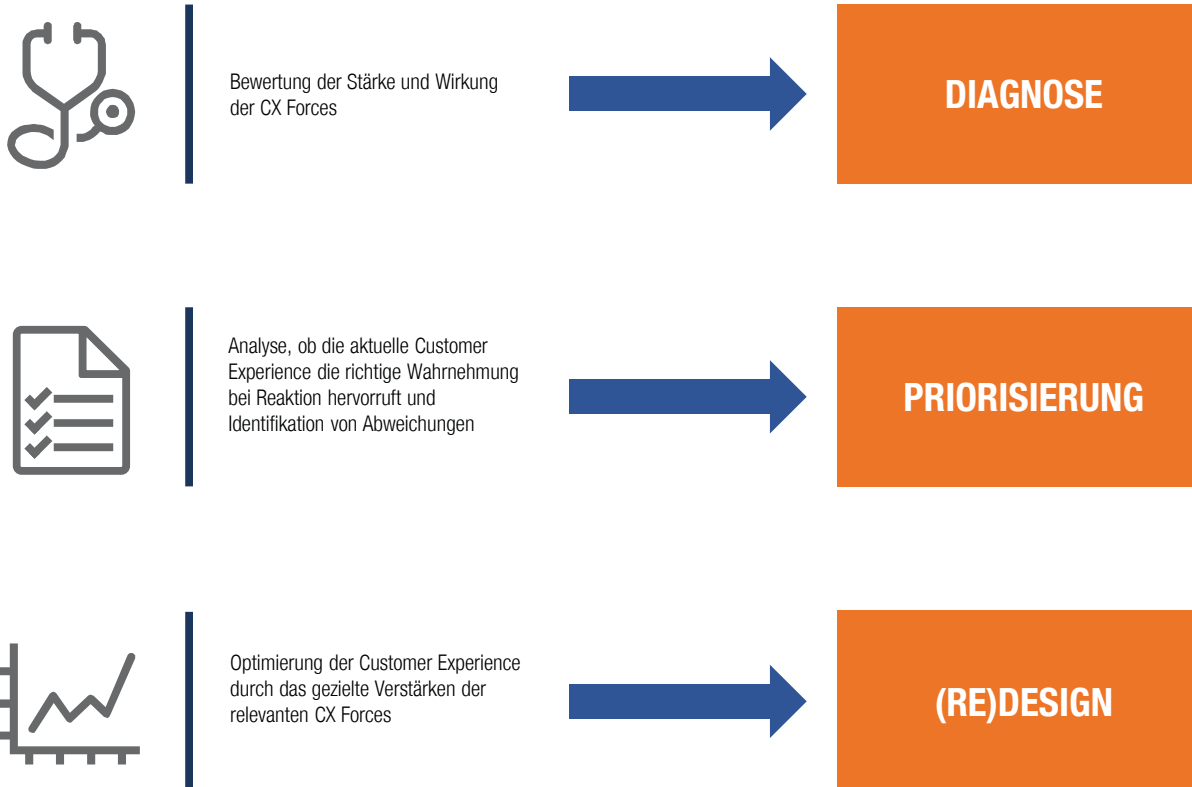 Bewertung der Stärke und Wirkung
der CX Forces
DIAGNOSE
Analyse, ob die aktuelle Customer
Experience die richtige Wahrnehmung
bei Reaktion hervorruft und
Identifikation von Abweichungen
PRIORISIERUNG
Optimierung der Customer Experience
durch das gezielte Verstärken der
relevanten CX Forces
(RE)DESIGN